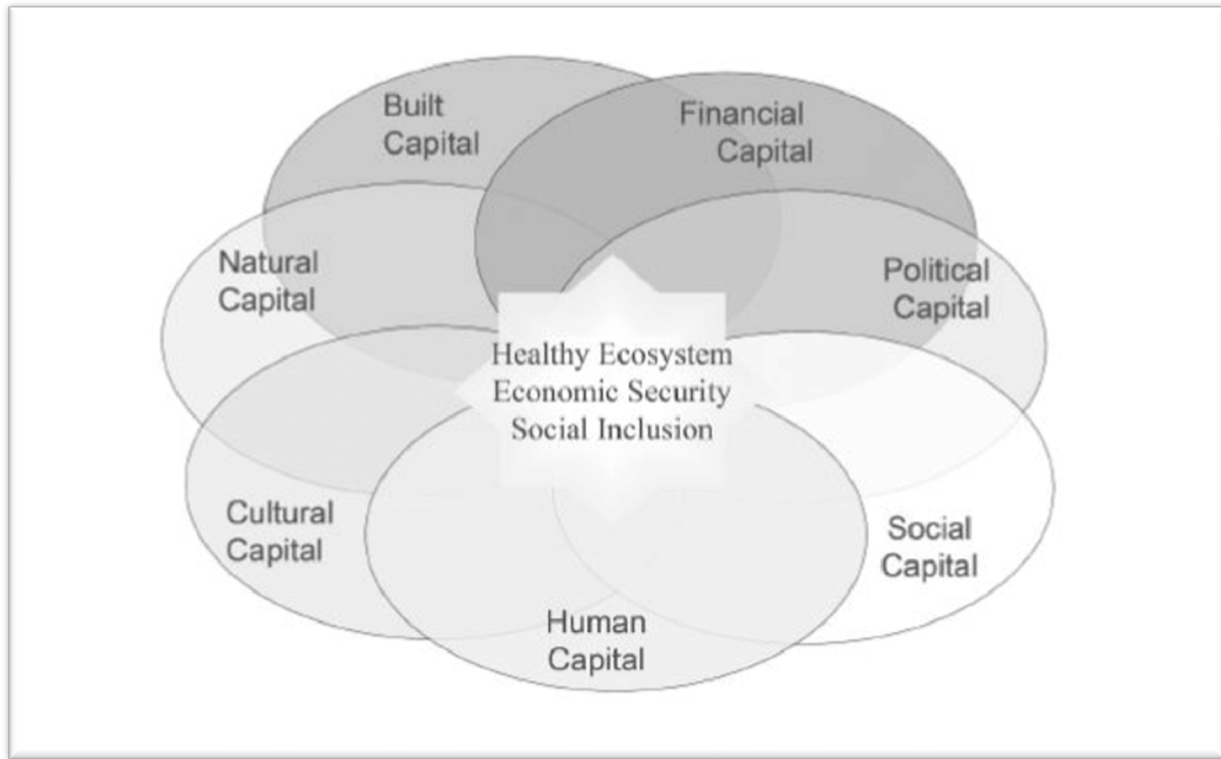 Built
Capital
Financial
Capital
Natural
Capital
Political
Capital
Healthy Ecosystem
Economic Security
Social Inclusion
Cultural
Capital
Social
Capital
Human
Capital